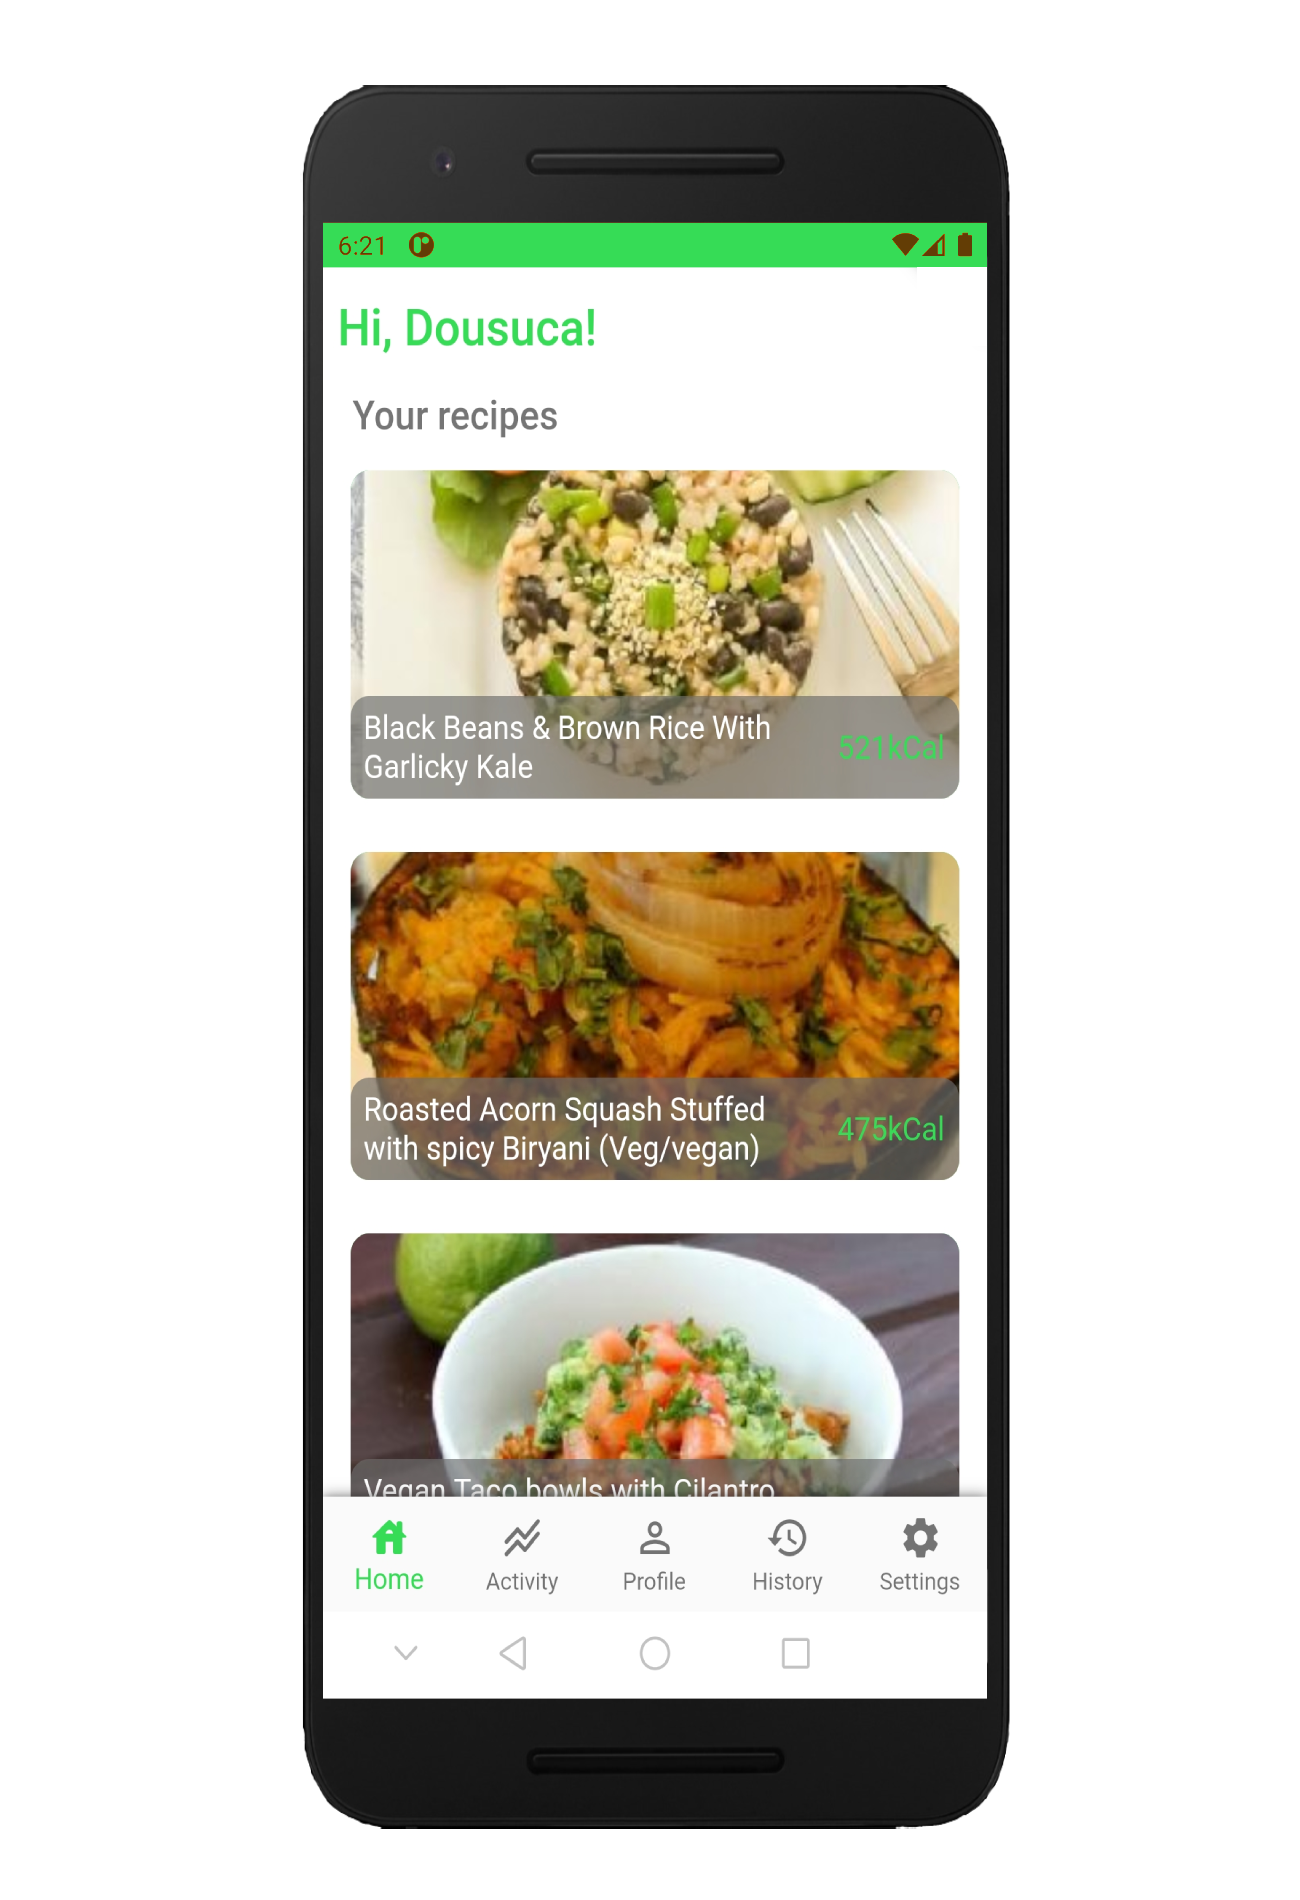 6:21
Hi, Dousuca!
Your recipes
Black Beans & Brown Rice With
Garlicky Kale
521kCal
Roasted Acorn Squash Stuffed
with spicy Biryani (Veg/vegan)
475kCal
Vegan Taco bowls with Cilantro
Home
Activity
Profile
History
Settings